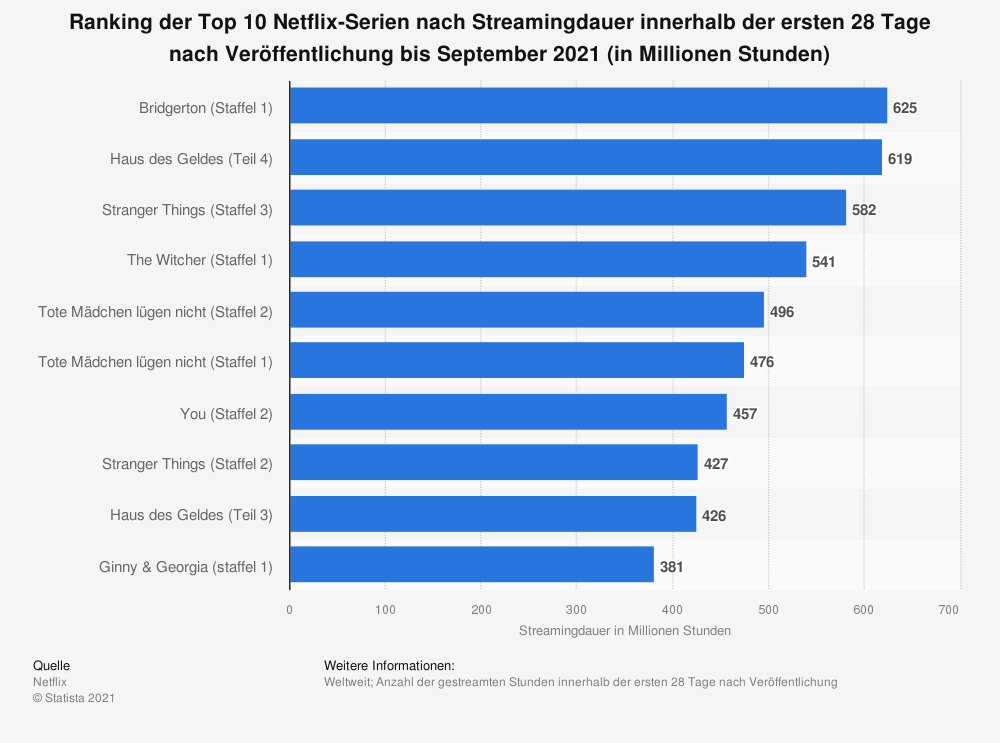 Ranking der Top 10 Netflix-Serien nach Streamingdauer innerhalb der ersten 28 Tage
nach Veröffentlichung bis September 2021 (in Millionen Stunden)
Bridgerton (Staffel 1) 625
Haus des Geldes (Teil 4) 619
Stranger Things (Staffel 3) 582
The Witcher (Staffel 1) 541
Tote Mädchen lügen nicht (Staffel 2) 496
Tote Mädchen lügen nicht (Staffel 1) 476
You (Staffel 2) 457
Stranger Things (Staffel 2) 427
Haus des Geldes (Teil 3) 426
Ginny & Georgia (staffel 1) 381
0 100 200 300 400 500 600 700
Streamingdauer in Millionen Stunden
Quelle
Netflix
© Statista 2021
Weitere Informationen:
Weltweit; Anzahl der gestreamten Stunden innerhalb der ersten 28 Tage nach Veröffentlichung